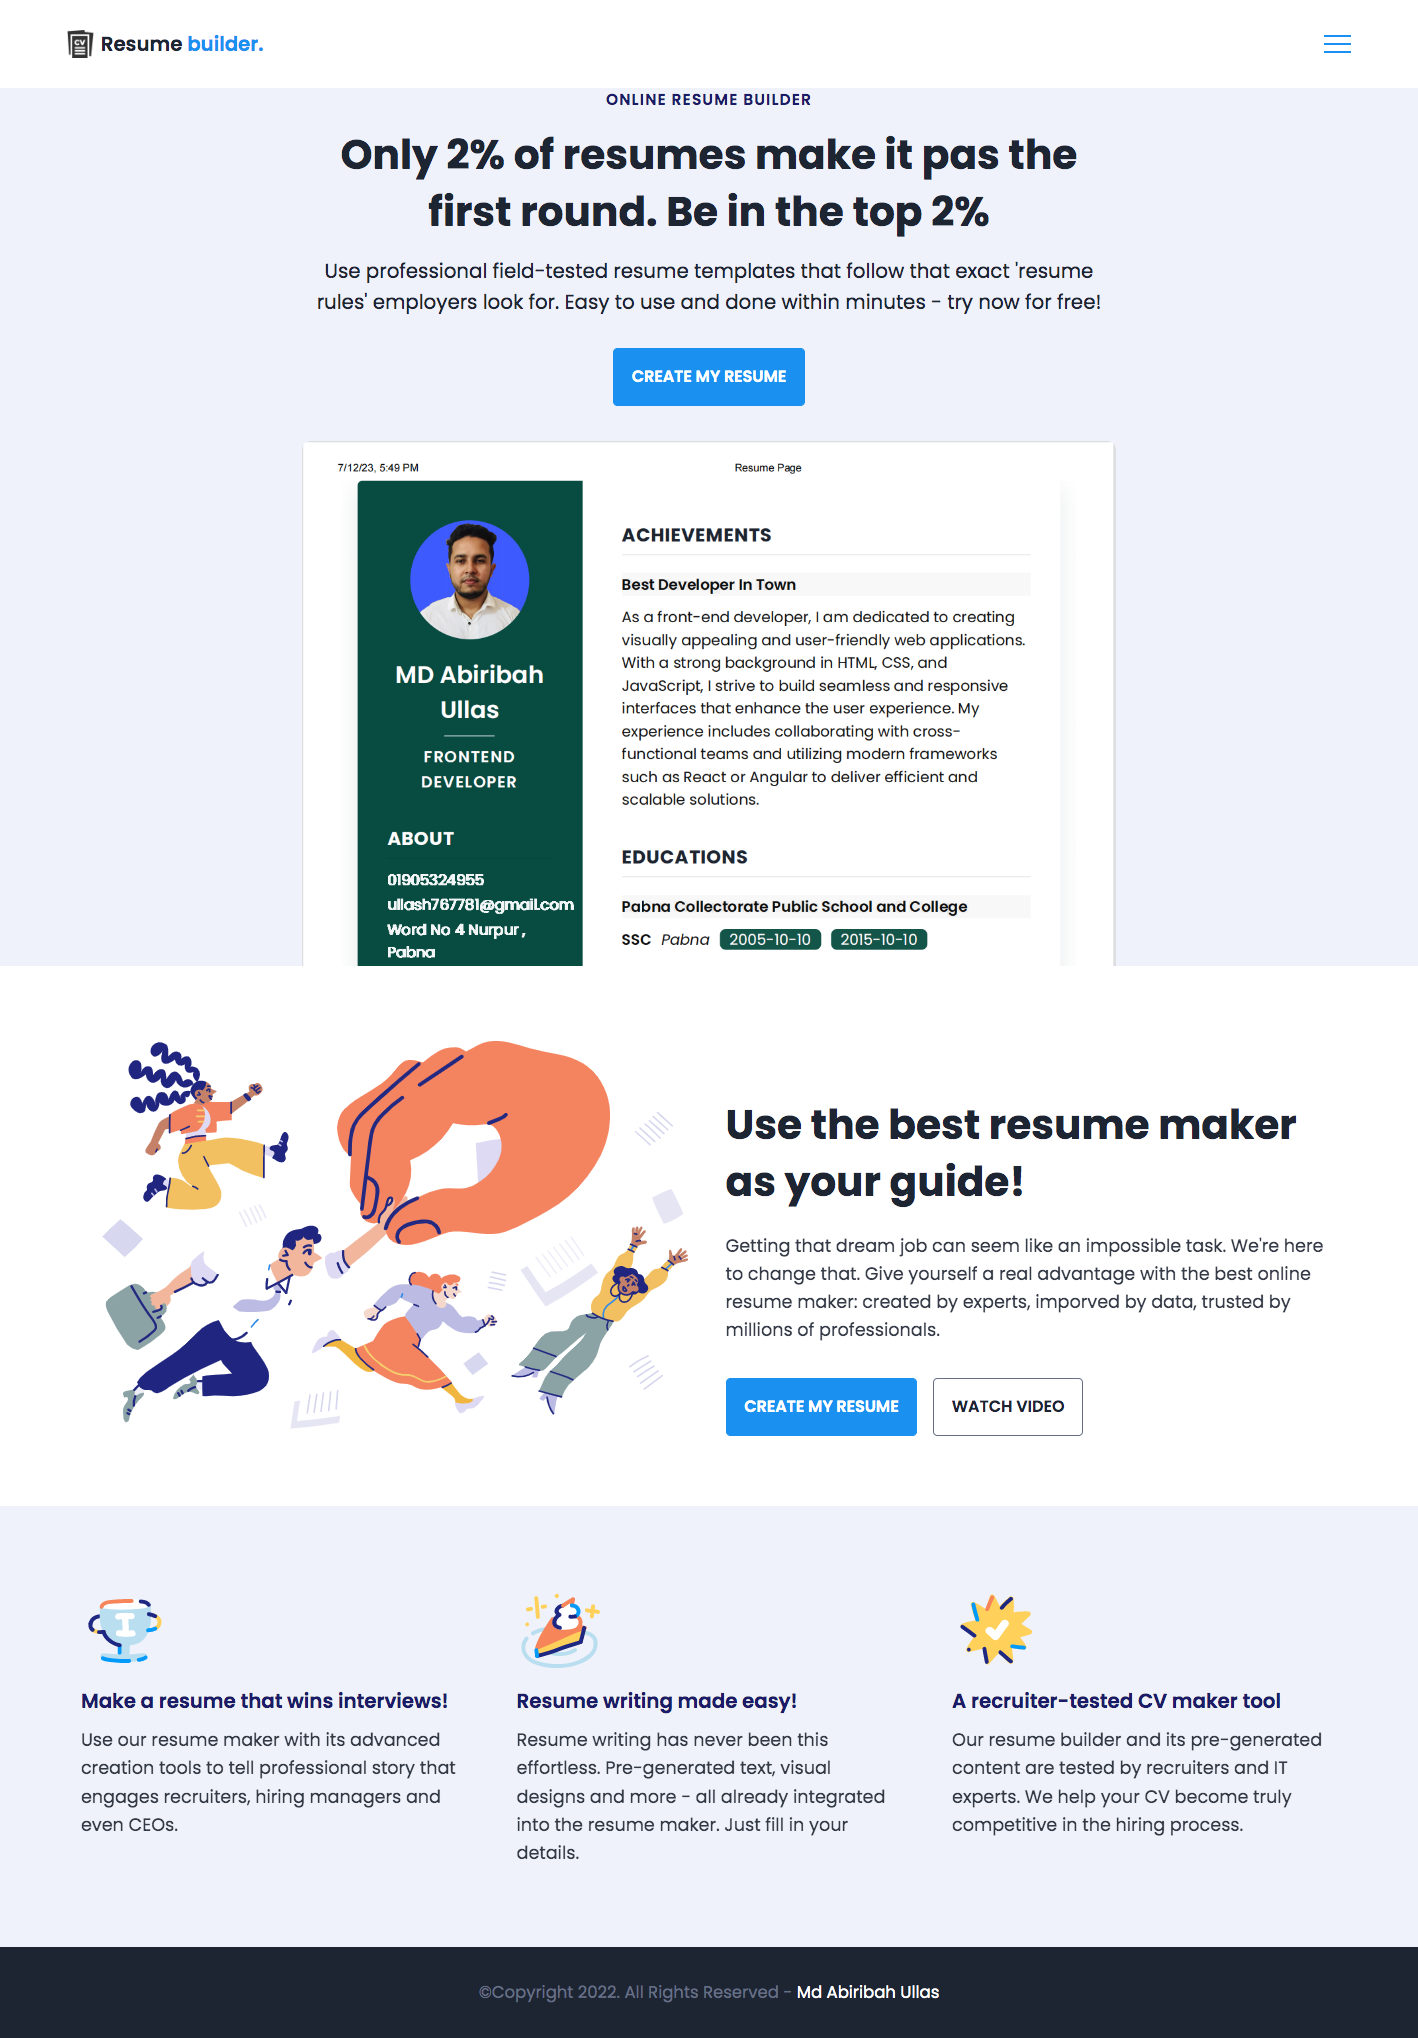 CV Resume builder.
ONLINE RESUME BUILDER
Only 2% of resumes make it pas the
first round. Be in the top 2%
Use professional field-tested resume templates that follow that exact 'resume
rules' employers look for. Easy to use and done within minutes - try now for free!
CREATE MY RESUME
7/12/23, 5:49 PM
Resume Page
MD Abiribah
Ullas
FRONTEND
DEVELOPER
ABOUT
01905324955
ullash767781@gmail.com
Word No 4 Nurpur ,
Pabna
ACHIEVEMENTS
Best Developer In Town
As a front-end developer, I am dedicated to creating
visually appealing and user-friendly web applications.
With a strong background in HTML, CSS, and
JavaScript, I strive to build seamless and responsive
interfaces that enhance the user experience. My
experience includes collaborating with cross-
functional teams and utilizing modern frameworks
such as React or Angular to deliver efficient and
scalable solutions.
EDUCATIONS
Pabna Collectorate Public School and College
SSC Pabna 2005-10-10 2015-10-10
Use the best resume maker
as your guide!
Getting that dream job can seem like an impossible task. We're here
to change that. Give yourself a real advantage with the best online
resume maker: created by experts, imporved by data, trusted by
millions of professionals.
CREATE MY RESUME
WATCH VIDEO
Make a resume that wins interviews!
Use our resume maker with its advanced
creation tools to tell professional story that
engages recruiters, hiring managers and
even CEOs.
Resume writing made easy!
Resume writing has never been this
effortless. Pre-generated text, visual
designs and more - all already integrated
into the resume maker. Just fill in your
details.
A recruiter-tested CV maker tool
Our resume builder and its pre-generated
content are tested by recruiters and IT
experts. We help your CV become truly
competitive in the hiring process.
©Copyright 2022. All Rights Reserved - Md Abiribah Ullas